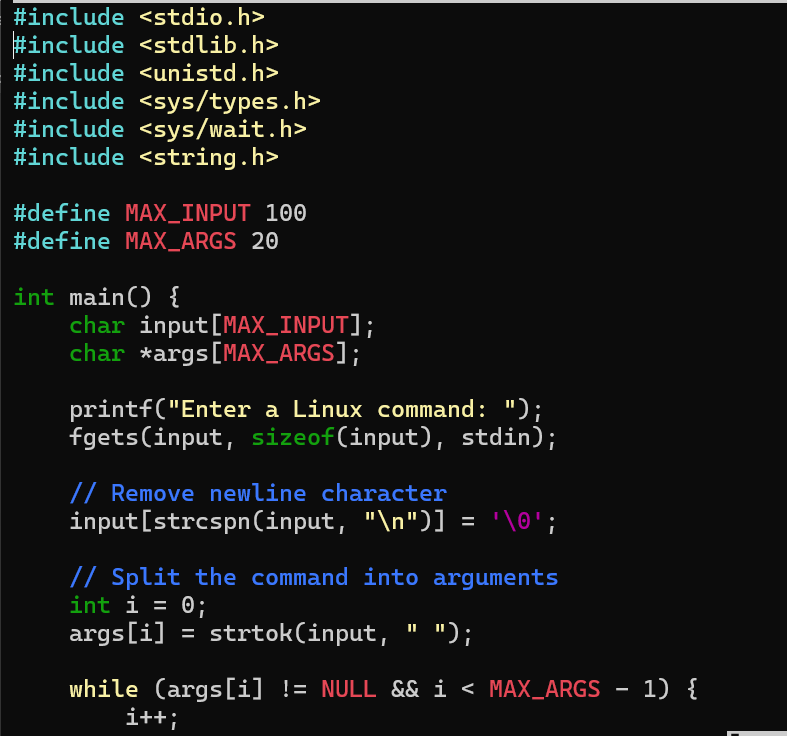 #include <stdio.h>
#include <stdlib.h>
#include <unistd.h>
#include <sys/types.h>
#include <sys/wait.h>
#include <string.h>

#define MAX_INPUT 100
#define MAX_ARGS 20

int main() {
    char input[MAX_INPUT];
    char *args[MAX_ARGS];

    printf("Enter a Linux command: ");
    fgets(input, sizeof(input), stdin);

    // Remove newline character
    input[strcspn(input, "\n")] = '\0';

    // Split the command into arguments
    int i = 0;
    args[i] = strtok(input, " ");

    while (args[i] != NULL && i < MAX_ARGS - 1) {
        i++;